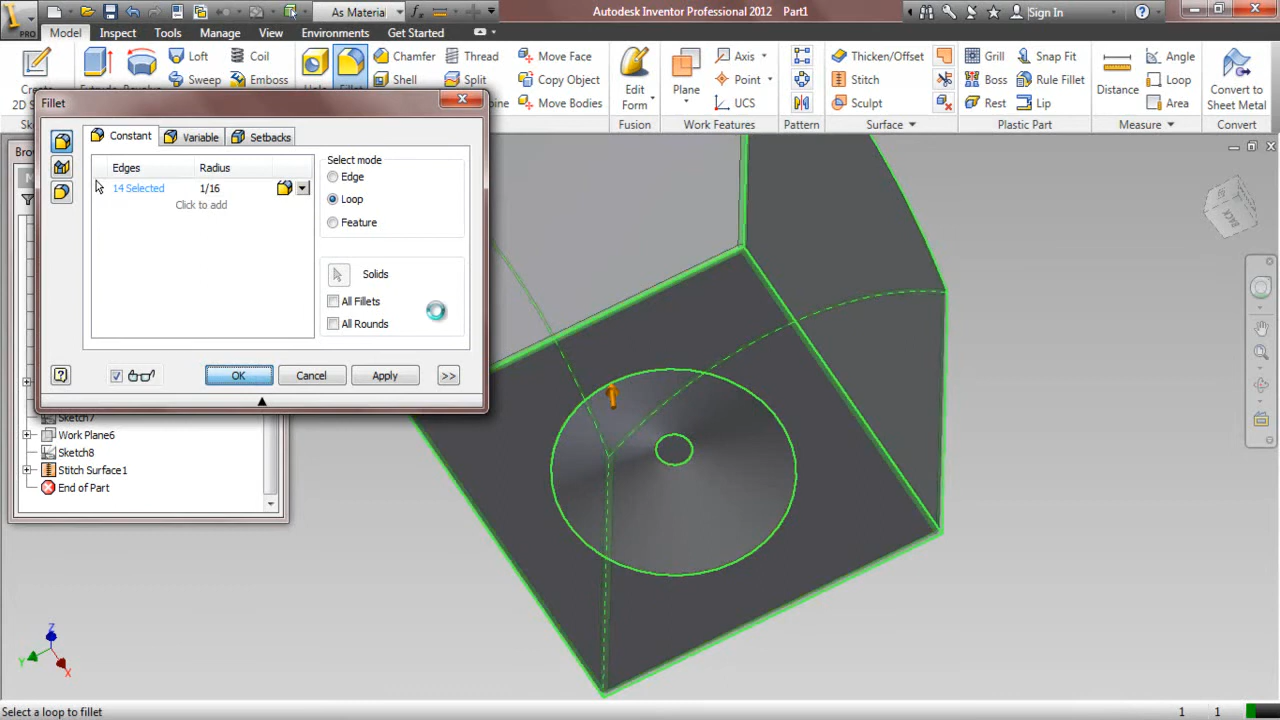 PRO
As Material
Autodesk Inventor Professional 2012 Part1
Sign In
Model
Inspect
Tools
Manage
View
Environments
Get Started
Create
Loft
Coil
Sweep
Emboss
Chamfer
Thread
Split
Move Face
Copy Object
Move Bodies
Edit
Form
Fusion
Plane
Axis
Point
UCS
Work Features
Pattern
Thicken/Offset
Stitch
Sculpt
Surface
Grill
Snap Fit
Boss
Rule Fillet
Rest
Lip
Plastic Part
Distance
Angle
Loop
Area
Measure
Convert to
Sheet Metal
Convert
Fillet
Constant
Variable
Setbacks
Edges
Radius
14 Selected
1/16
Click to add
Select mode
Edge
Loop
Feature
Solids
All Fillets
All Rounds
OK
Cancel
Apply
>>
Sketch7
Work Plane6
Sketch8
Stitch Surface1
End of Part
BACK
Z
Y
X
Select a loop to fillet
1
1